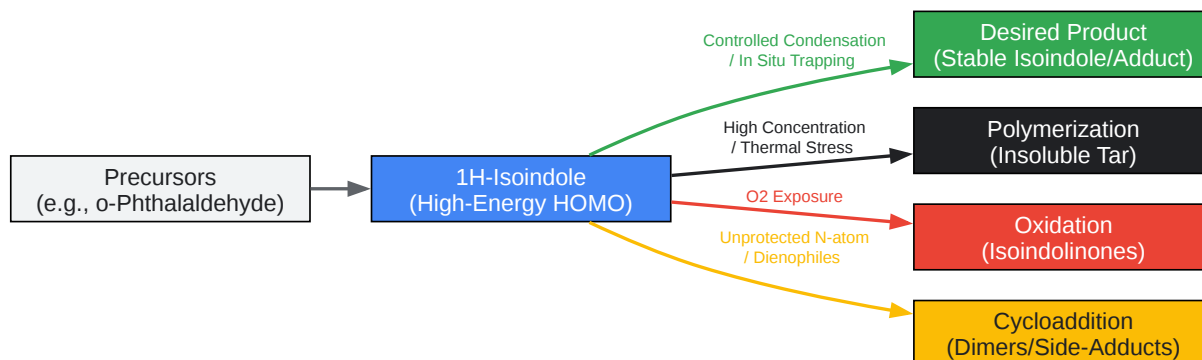 Precursors
(e.g., o-Phthalaldehyde)
1H-Isoindole
(High-Energy HOMO)
Controlled Condensation
/ In Situ Trapping
Desired Product
(Stable Isoindole/Adduct)
High Concentration
/ Thermal Stress
Polymerization
(Insoluble Tar)
O2 Exposure
Oxidation
(Isoindolinones)
Unprotected N-atom
/ Dienophiles
Cycloaddition
(Dimers/Side-Adducts)